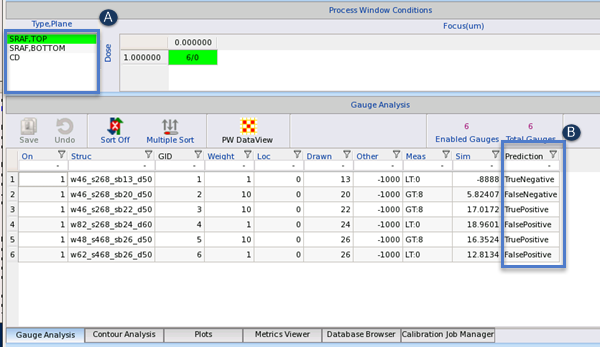 Process Window Conditions
A
Type,Plane
Focus(um)
SRAF,TOP
SRAF,BOTTOM
CD
Dose
0.000000
1.000000 6/0
Gauge Analysis
Save Undo Sort Off Multiple Sort PW DataView
6 6
Enabled Gauges Total Gauges
B
On Struc GID Weight Loc Drawn Other Meas Sim Prediction
- - - - - - - - - -
1 1 w46_s268_sb13_d50 1 1 0 13 -1000 LT:0 -8888 TrueNegative
2 1 w46_s268_sb20_d50 2 10 0 20 -1000 GT:8 5.82407 FalseNegative
3 1 w46_s268_sb22_d50 3 10 0 22 -1000 GT:8 17.0172 TruePositive
4 1 w82_s268_sb24_d60 4 1 0 24 -1000 LT:0 18.9601 FalsePositive
5 1 w48_s468_sb26_d50 5 10 0 26 -1000 GT:8 16.3524 TruePositive
6 1 w62_s468_sb26_d50 6 1 0 26 -1000 LT:0 12.8134 FalsePositive
Gauge Analysis Contour Analysis Plots Metrics Viewer Database Browser Calibration Job Manager